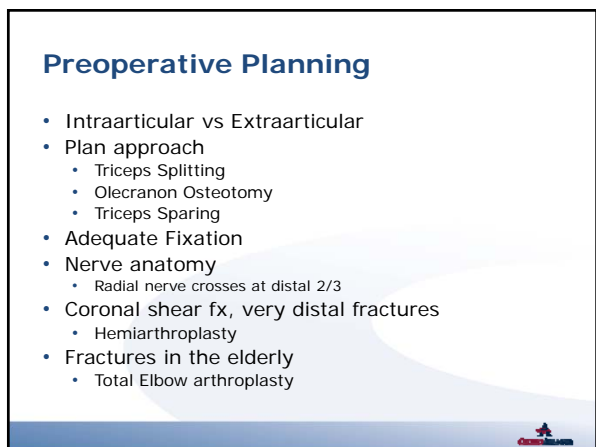 Preoperative Planning
• Intraarticular vs Extraarticular
• Plan approach
• Triceps Splitting
• Olecranon Osteotomy
• Triceps Sparing
• Adequate Fixation
• Nerve anatomy
• Radial nerve crosses at distal 2/3
• Coronal shear fx, very distal fractures
• Hemiarthroplasty
• Fractures in the elderly
• Total Elbow arthroplasty